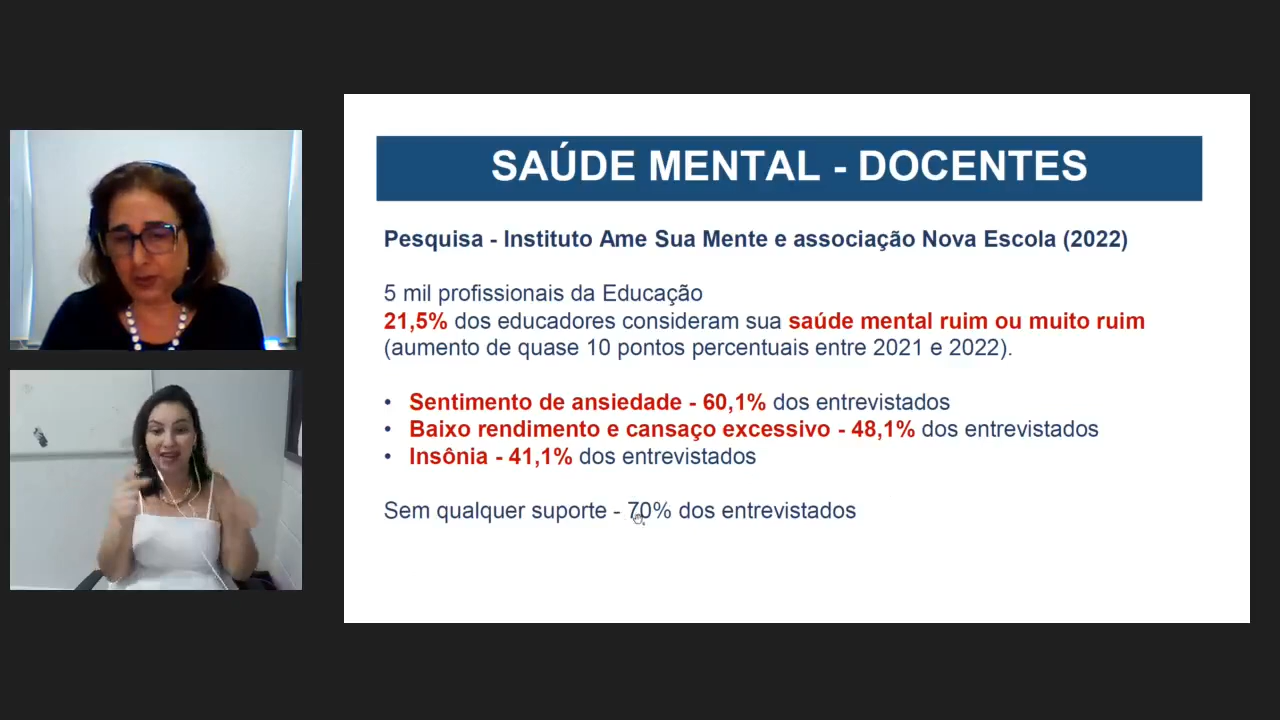 SAÚDE MENTAL - DOCENTES
Pesquisa - Instituto Ame Sua Mente e associação Nova Escola (2022)
5 mil profissionais da Educação
21,5% dos educadores consideram sua saúde mental ruim ou muito ruim
(aumento de quase 10 pontos percentuais entre 2021 e 2022).
• Sentimento de ansiedade - 60,1% dos entrevistados
• Baixo rendimento e cansaço excessivo - 48,1% dos entrevistados
• Insônia - 41,1% dos entrevistados
Sem qualquer suporte - 70% dos entrevistados